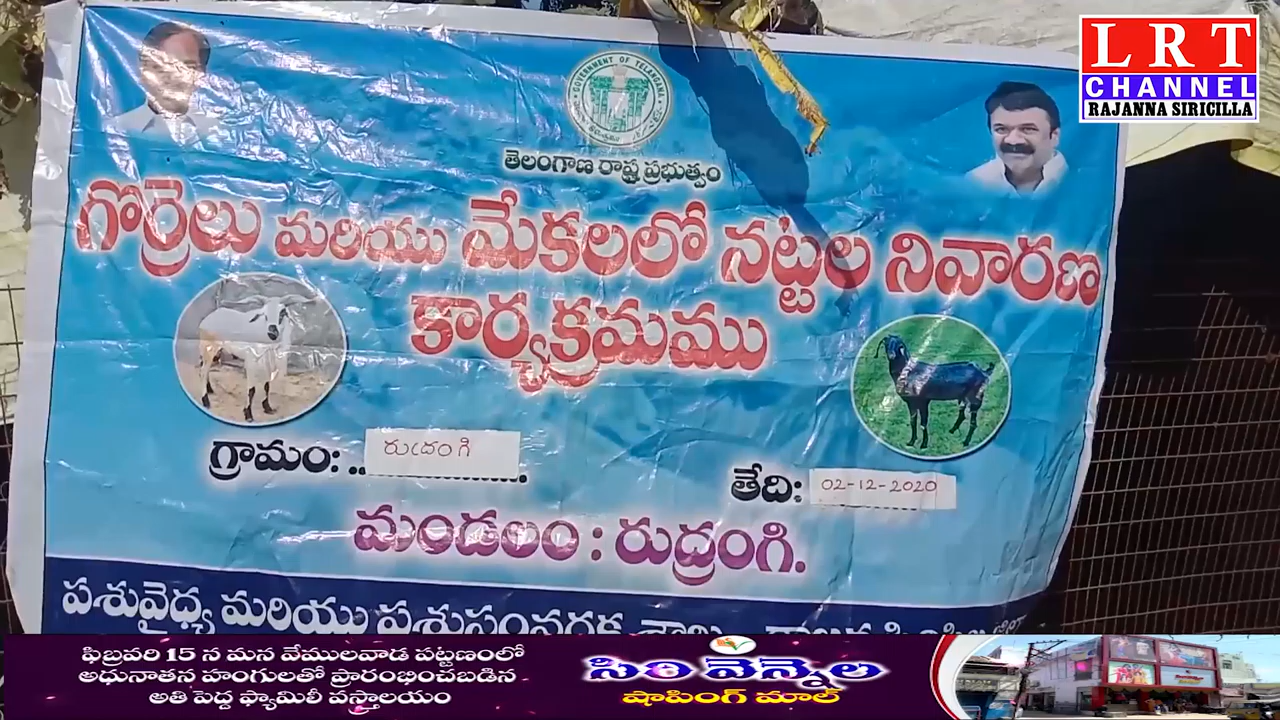 LRT
CHANNEL
RAJANNA SIRICILLA
GOVERNMENT OF TELANGANA
తెలంగాణ రాష్ట్ర ప్రభుత్వం
గొర్రెలు మరియు మేకలలో నట్టల నివారణ
కార్యక్రమము
గ్రామం: .. రుద్రంగి
తేది: 02-12-2020
మండలం : రుద్రంగి.
పశువైధ్య మరియు పశుసంవర్థక శాఖ
ఫిబ్రవరి 15 న మన వేములవాడ పట్టణంలో
అధునాతన హంగులతో ప్రారంభించబడిన
అతి పెద్ద ఫ్యామిలీ వస్త్రాలయం
సిరి వెన్నెల
షాపింగ్ మాల్